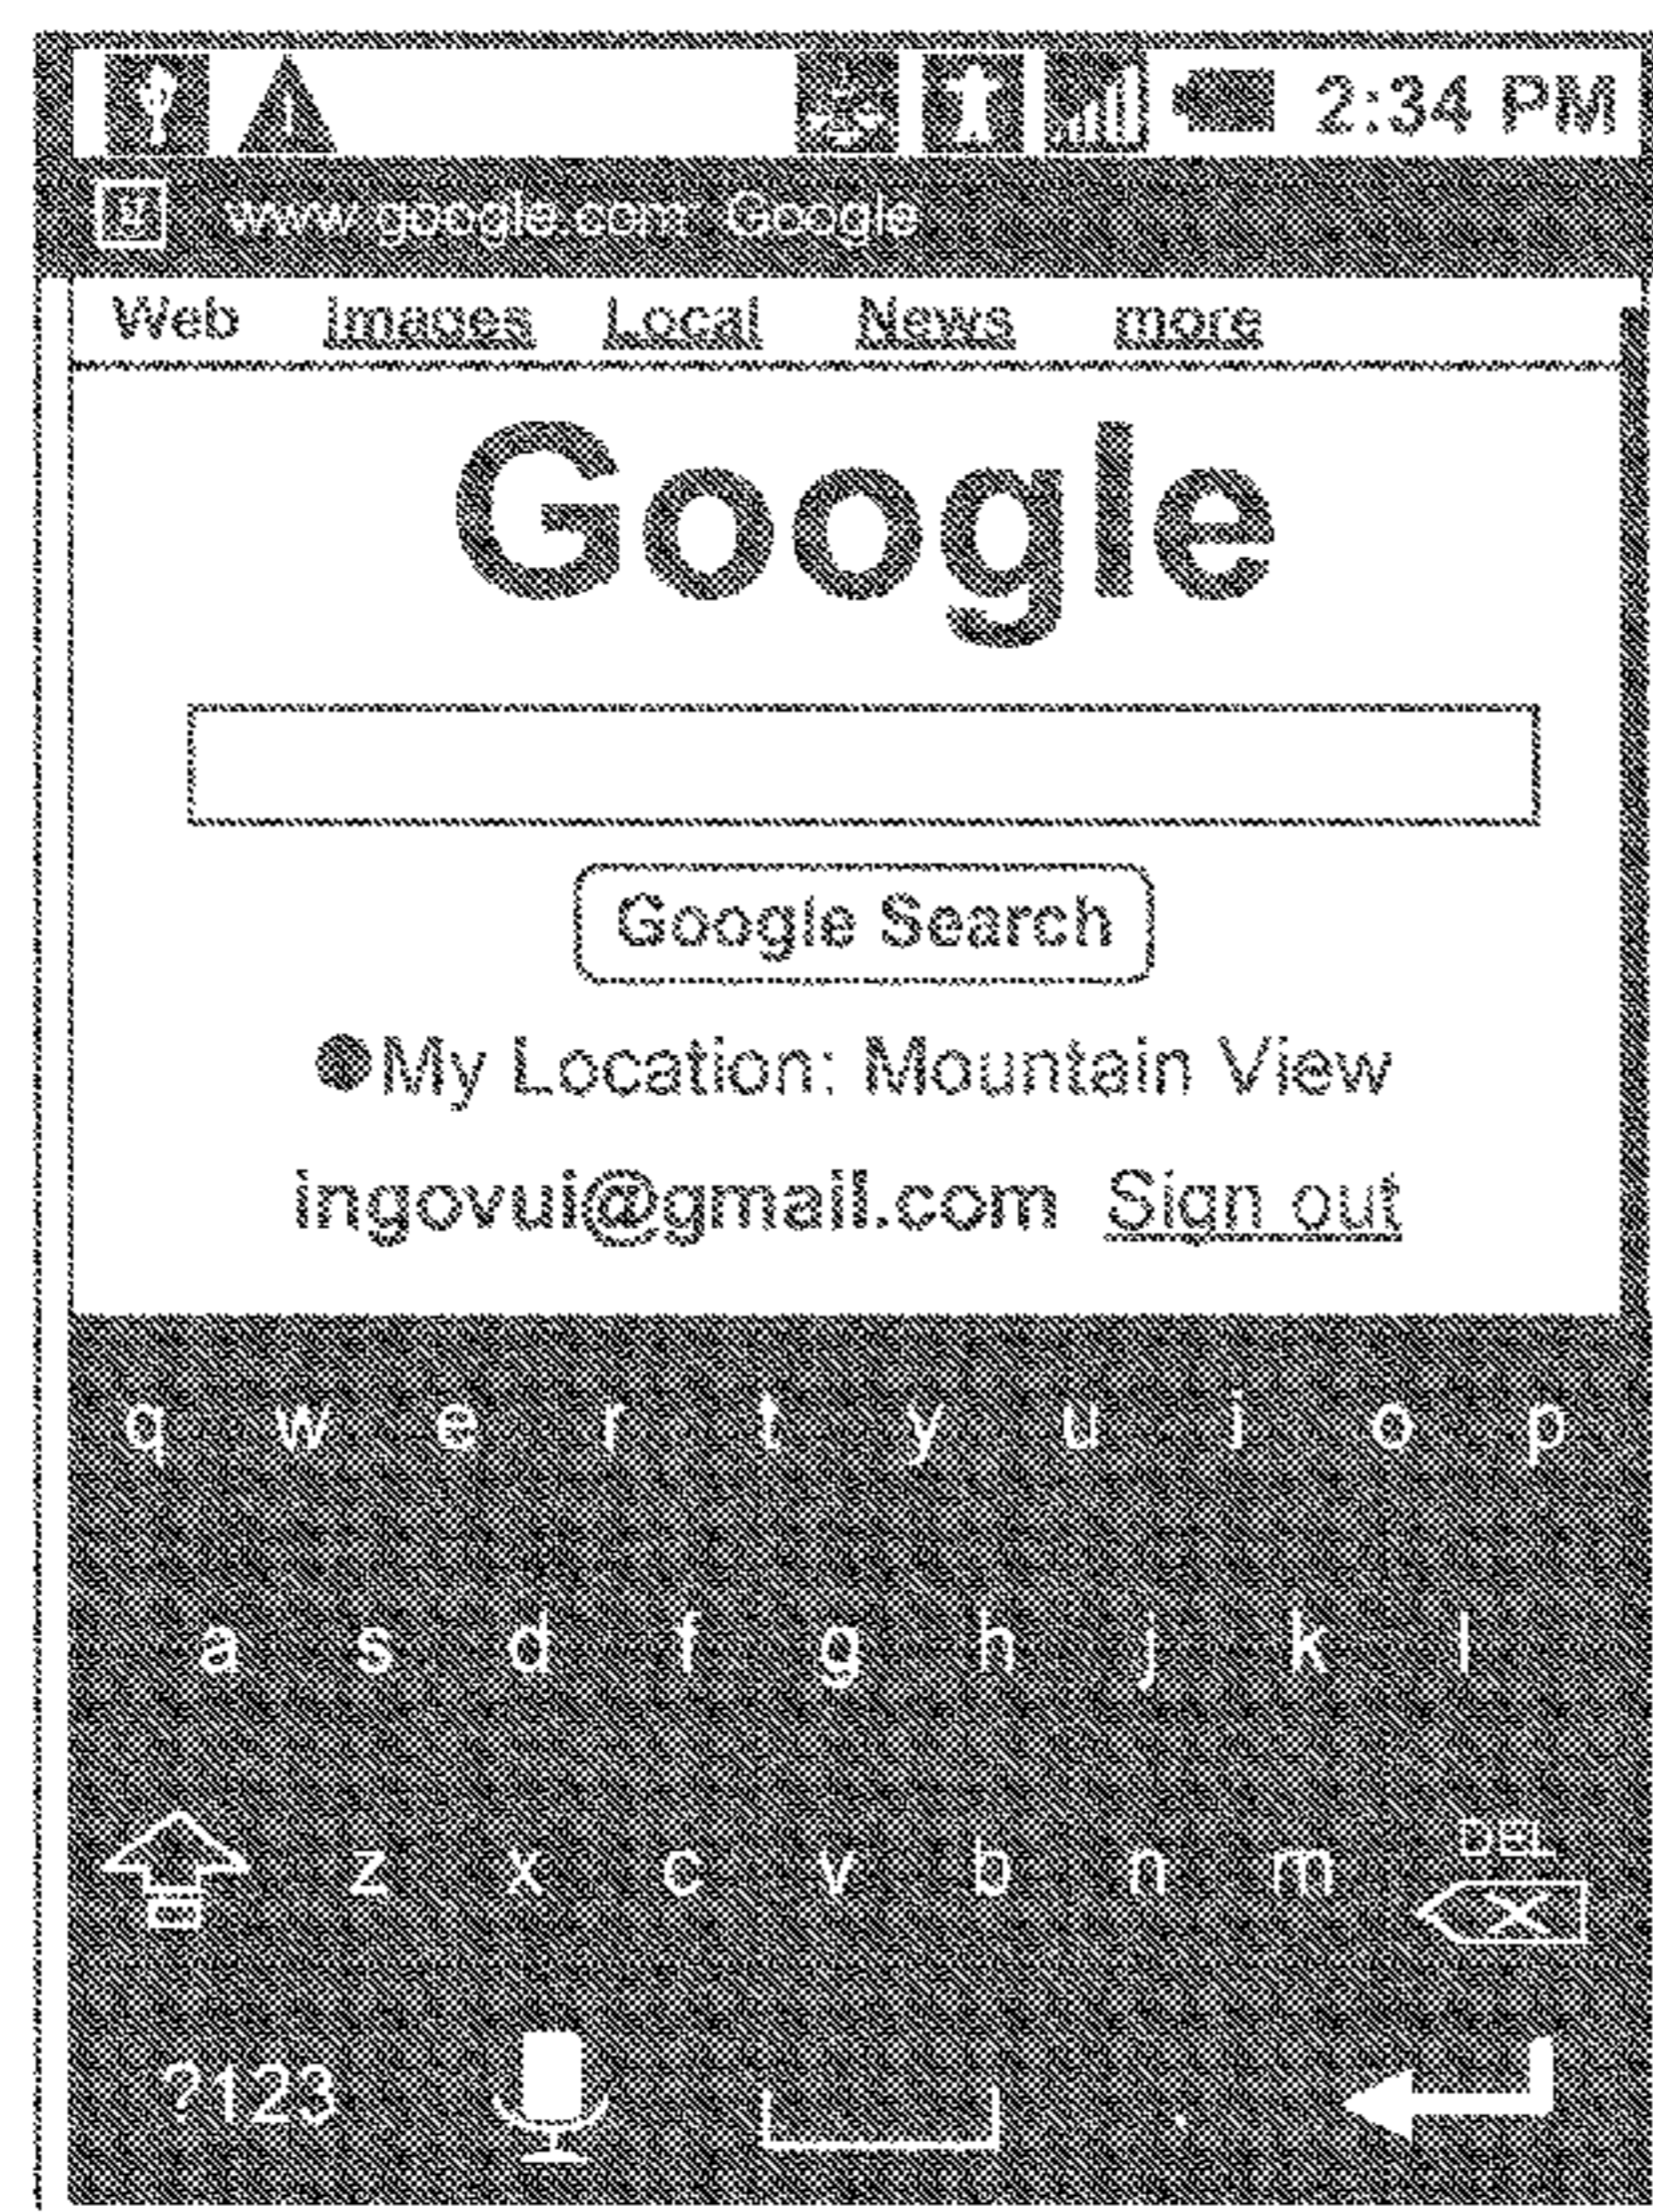 2:34 PM
g www.google.com: Google
Web images Local News more
Google
Google Search
My Location: Mountain View
ingovui@gmail.com Sign out
q w e r t y u i o p
a s d f g h j k l
z x c v b n m DEL
?123 .